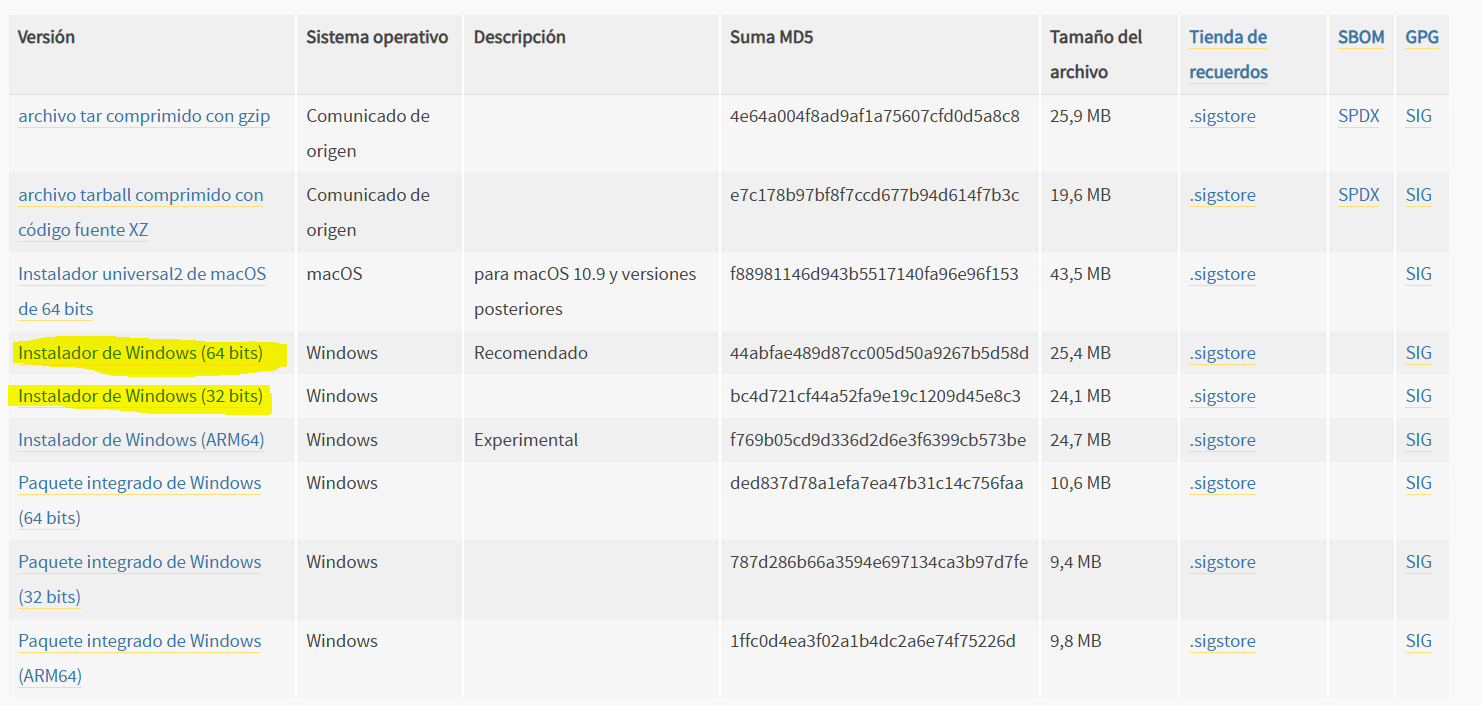 Versión Sistema operativo Descripción Suma MD5 Tamaño del archivo Tienda de recuerdos SBOM GPG
archivo tar comprimido con gzip Comunicado de origen 4e64a004f8ad9af1a75607cfd0d5a8c8 25,9 MB .sigstore SPDX SIG
archivo tarball comprimido con código fuente XZ Comunicado de origen e7c178b97bf8f7ccd677b94d614f7b3c 19,6 MB .sigstore SPDX SIG
Instalador universal2 de macOS de 64 bits macOS para macOS 10.9 y versiones posteriores f88981146d943b5517140fa96e96f153 43,5 MB .sigstore SIG
Instalador de Windows (64 bits) Windows Recomendado 44abfae489d87cc005d50a9267b5d58d 25,4 MB .sigstore SIG
Instalador de Windows (32 bits) Windows bc4d721cf44a52fa9e19c1209d45e8c3 24,1 MB .sigstore SIG
Instalador de Windows (ARM64) Windows Experimental f769b05cd9d336d2d6e3f6399cb573be 24,7 MB .sigstore SIG
Paquete integrado de Windows (64 bits) Windows ded837d78a1efa7ea47b31c14c756faa 10,6 MB .sigstore SIG
Paquete integrado de Windows (32 bits) Windows 787d286b66a3594e697134ca3b97d7fe 9,4 MB .sigstore SIG
Paquete integrado de Windows (ARM64) Windows 1ffc0d4ea3f02a1b4dc2a6e74f75226d 9,8 MB .sigstore SIG